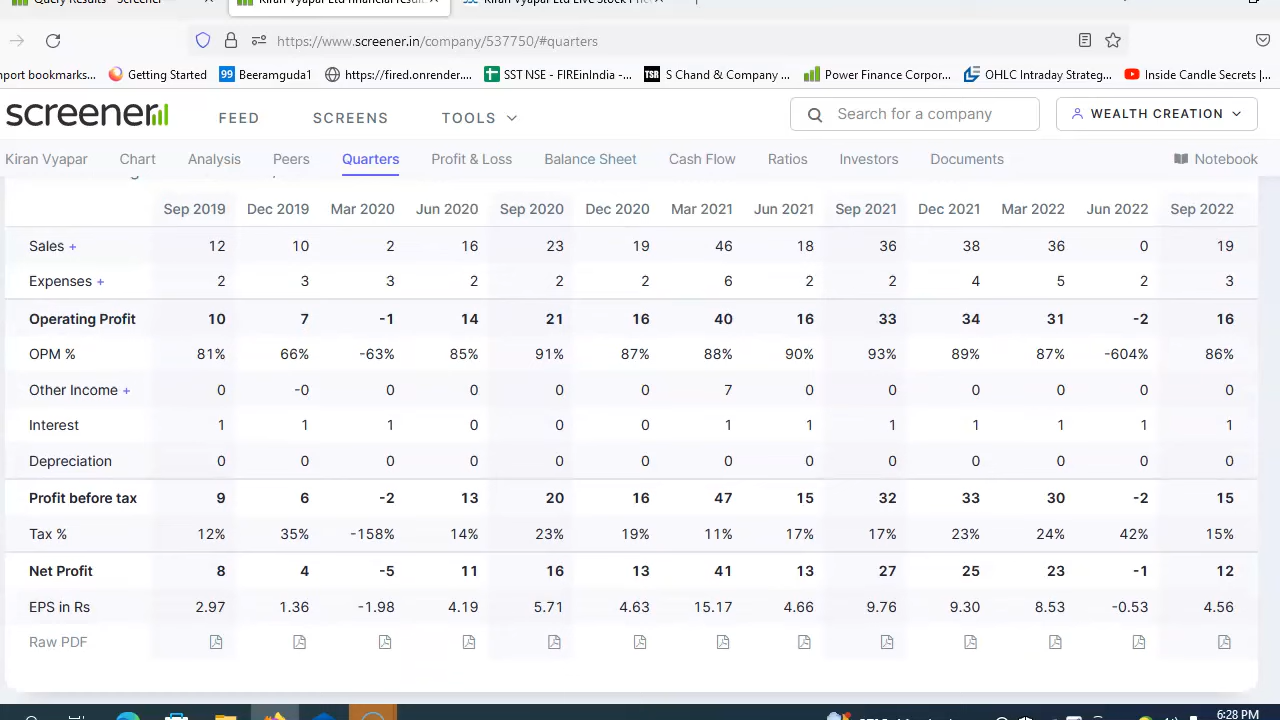 https://www.screener.in/company/537750/#quarters
mport bookmarks... Getting Started 99 Beeramguda1 https://fired.onrender.... SST NSE - FIREinIndia -... TSR S Chand & Company ... Power Finance Corpor... OHLC Intraday Strateg... Inside Candle Secrets |...
screener FEED SCREENS TOOLS Search for a company WEALTH CREATION
Kiran Vyapar Chart Analysis Peers Quarters Profit & Loss Balance Sheet Cash Flow Ratios Investors Documents Notebook
Sep 2019 Dec 2019 Mar 2020 Jun 2020 Sep 2020 Dec 2020 Mar 2021 Jun 2021 Sep 2021 Dec 2021 Mar 2022 Jun 2022 Sep 2022
Sales + 12 10 2 16 23 19 46 18 36 38 36 0 19
Expenses + 2 3 3 2 2 2 6 2 2 4 5 2 3
Operating Profit 10 7 -1 14 21 16 40 16 33 34 31 -2 16
OPM % 81% 66% -63% 85% 91% 87% 88% 90% 93% 89% 87% -604% 86%
Other Income + 0 -0 0 0 0 0 7 0 0 0 0 0 0
Interest 1 1 1 0 0 0 1 1 1 1 1 1 1
Depreciation 0 0 0 0 0 0 0 0 0 0 0 0 0
Profit before tax 9 6 -2 13 20 16 47 15 32 33 30 -2 15
Tax % 12% 35% -158% 14% 23% 19% 11% 17% 17% 23% 24% 42% 15%
Net Profit 8 4 -5 11 16 13 41 13 27 25 23 -1 12
EPS in Rs 2.97 1.36 -1.98 4.19 5.71 4.63 15.17 4.66 9.76 9.30 8.53 -0.53 4.56
Raw PDF
6:28 PM